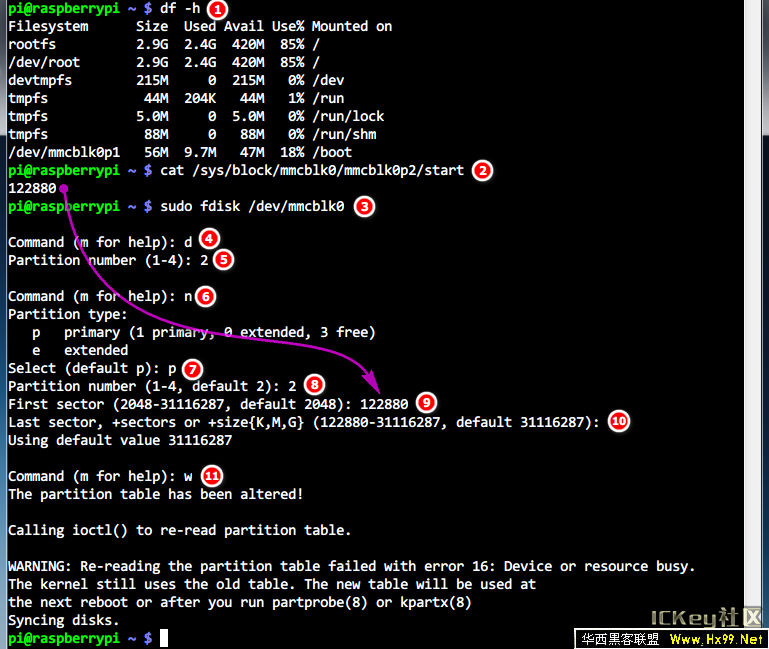 pi@raspberrypi ~ $ df -h 1
Filesystem Size Used Avail Use% Mounted on
rootfs 2.9G 2.4G 420M 85% /
/dev/root 2.9G 2.4G 420M 85% /
devtmpfs 215M 0 215M 0% /dev
tmpfs 44M 204K 44M 1% /run
tmpfs 5.0M 0 5.0M 0% /run/lock
tmpfs 88M 0 88M 0% /run/shm
/dev/mmcblk0p1 56M 9.7M 47M 18% /boot
pi@raspberrypi ~ $ cat /sys/block/mmcblk0/mmcblk0p2/start 2
122880
pi@raspberrypi ~ $ sudo fdisk /dev/mmcblk0 3
Command (m for help): d 4
Partition number (1-4): 2 5
Command (m for help): n 6
Partition type:
p primary (1 primary, 0 extended, 3 free)
e extended
Select (default p): p 7
Partition number (1-4, default 2): 2 8
First sector (2048-31116287, default 2048): 122880 9
Last sector, +sectors or +size{K,M,G} (122880-31116287, default 31116287): 10
Using default value 31116287
Command (m for help): w 11
The partition table has been altered!
Calling ioctl() to re-read partition table.
WARNING: Re-reading the partition table failed with error 16: Device or resource busy.
The kernel still uses the old table. The new table will be used at
the next reboot or after you run partprobe(8) or kpartx(8)
Syncing disks.
pi@raspberrypi ~ $
ICKey社区
华西黑客联盟 Www.Hx99.Net